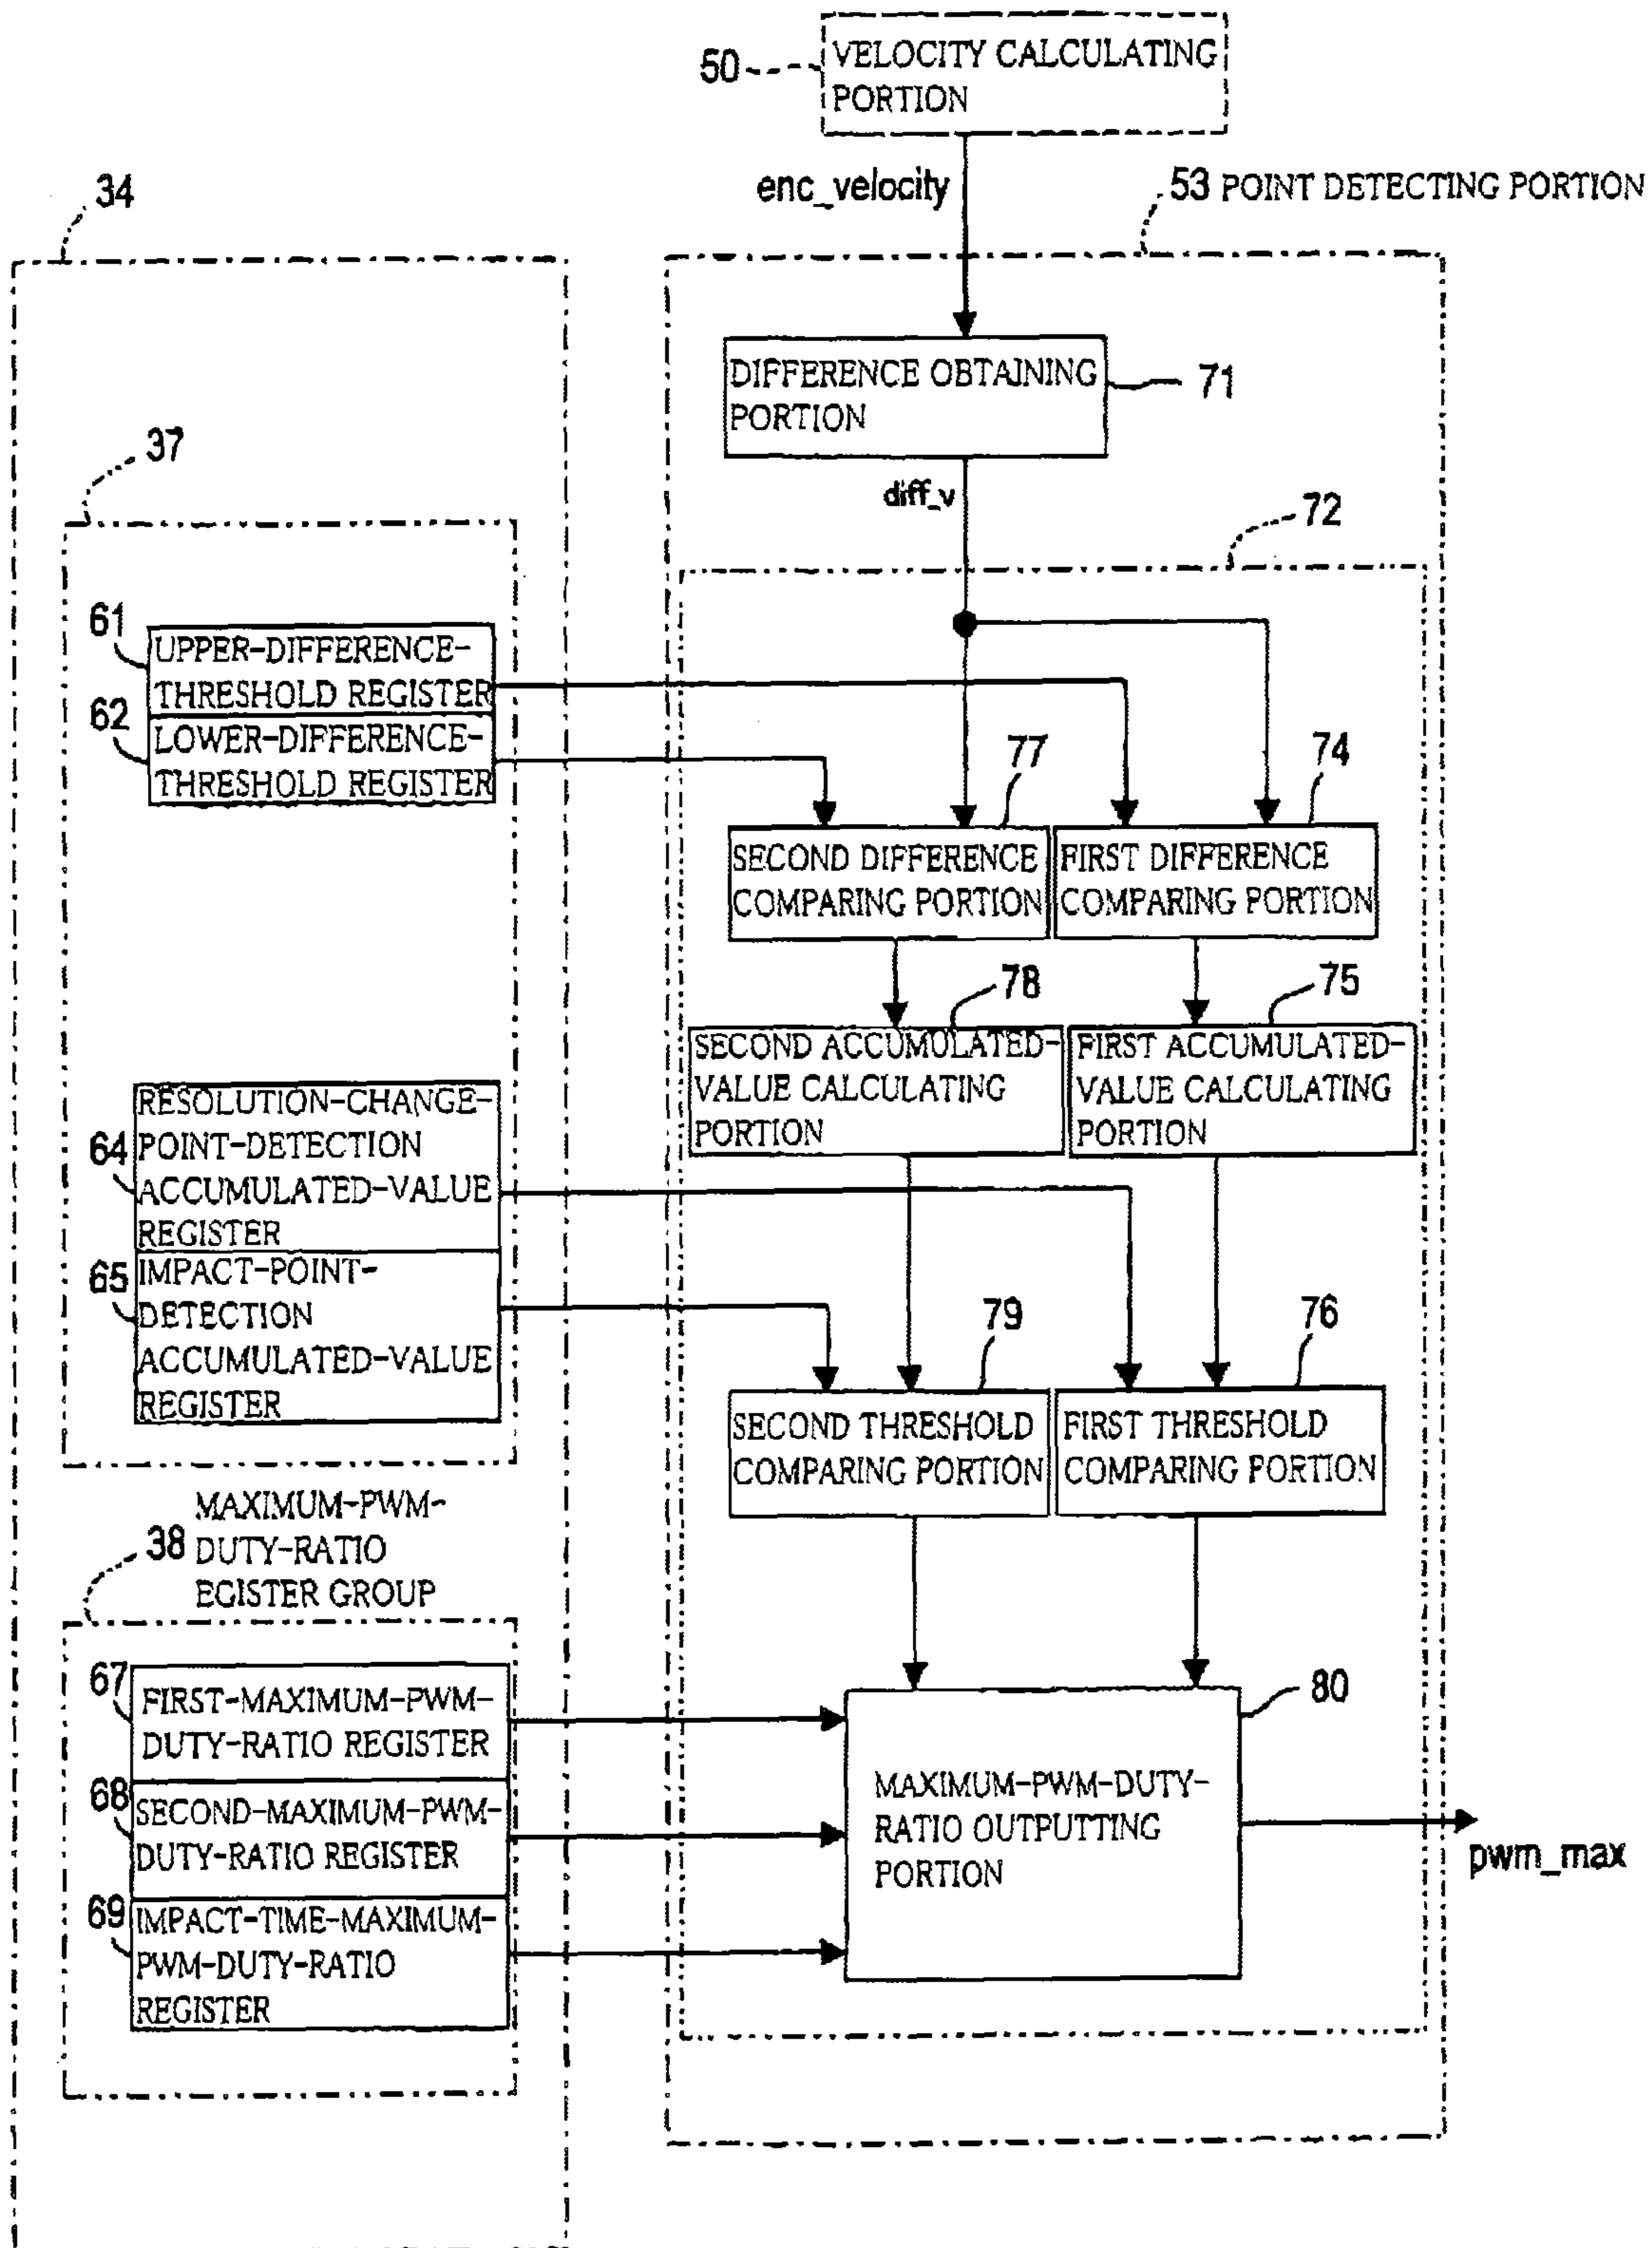 VELOCITY CALCULATING
PORTION
50
enc_velocity
34
53 POINT DETECTING PORTION
DIFFERENCE OBTAINING
PORTION
71
37
diff_v
72
61
UPPER-DIFFERENCE-
THRESHOLD REGISTER
62
LOWER-DIFFERENCE-
THRESHOLD REGISTER
77
74
SECOND DIFFERENCE
COMPARING PORTION
FIRST DIFFERENCE
COMPARING PORTION
78
75
SECOND ACCUMULATED-
VALUE CALCULATING
PORTION
FIRST ACCUMULATED-
VALUE CALCULATING
PORTION
64
RESOLUTION-CHANGE-
POINT-DETECTION
ACCUMULATED-VALUE
REGISTER
65
IMPACT-POINT-
DETECTION
ACCUMULATED-VALUE
REGISTER
79
76
SECOND THRESHOLD
COMPARING PORTION
FIRST THRESHOLD
COMPARING PORTION
38
MAXIMUM-PWM-
DUTY-RATIO
EGISTER GROUP
67
FIRST-MAXIMUM-PWM-
DUTY-RATIO REGISTER
68
SECOND-MAXIMUM-PWM-
DUTY-RATIO REGISTER
69
IMPACT-TIME-MAXIMUM-
PWM-DUTY-RATIO
REGISTER
80
MAXIMUM-PWM-DUTY-
RATIO OUTPUTTING
PORTION
pwm_max